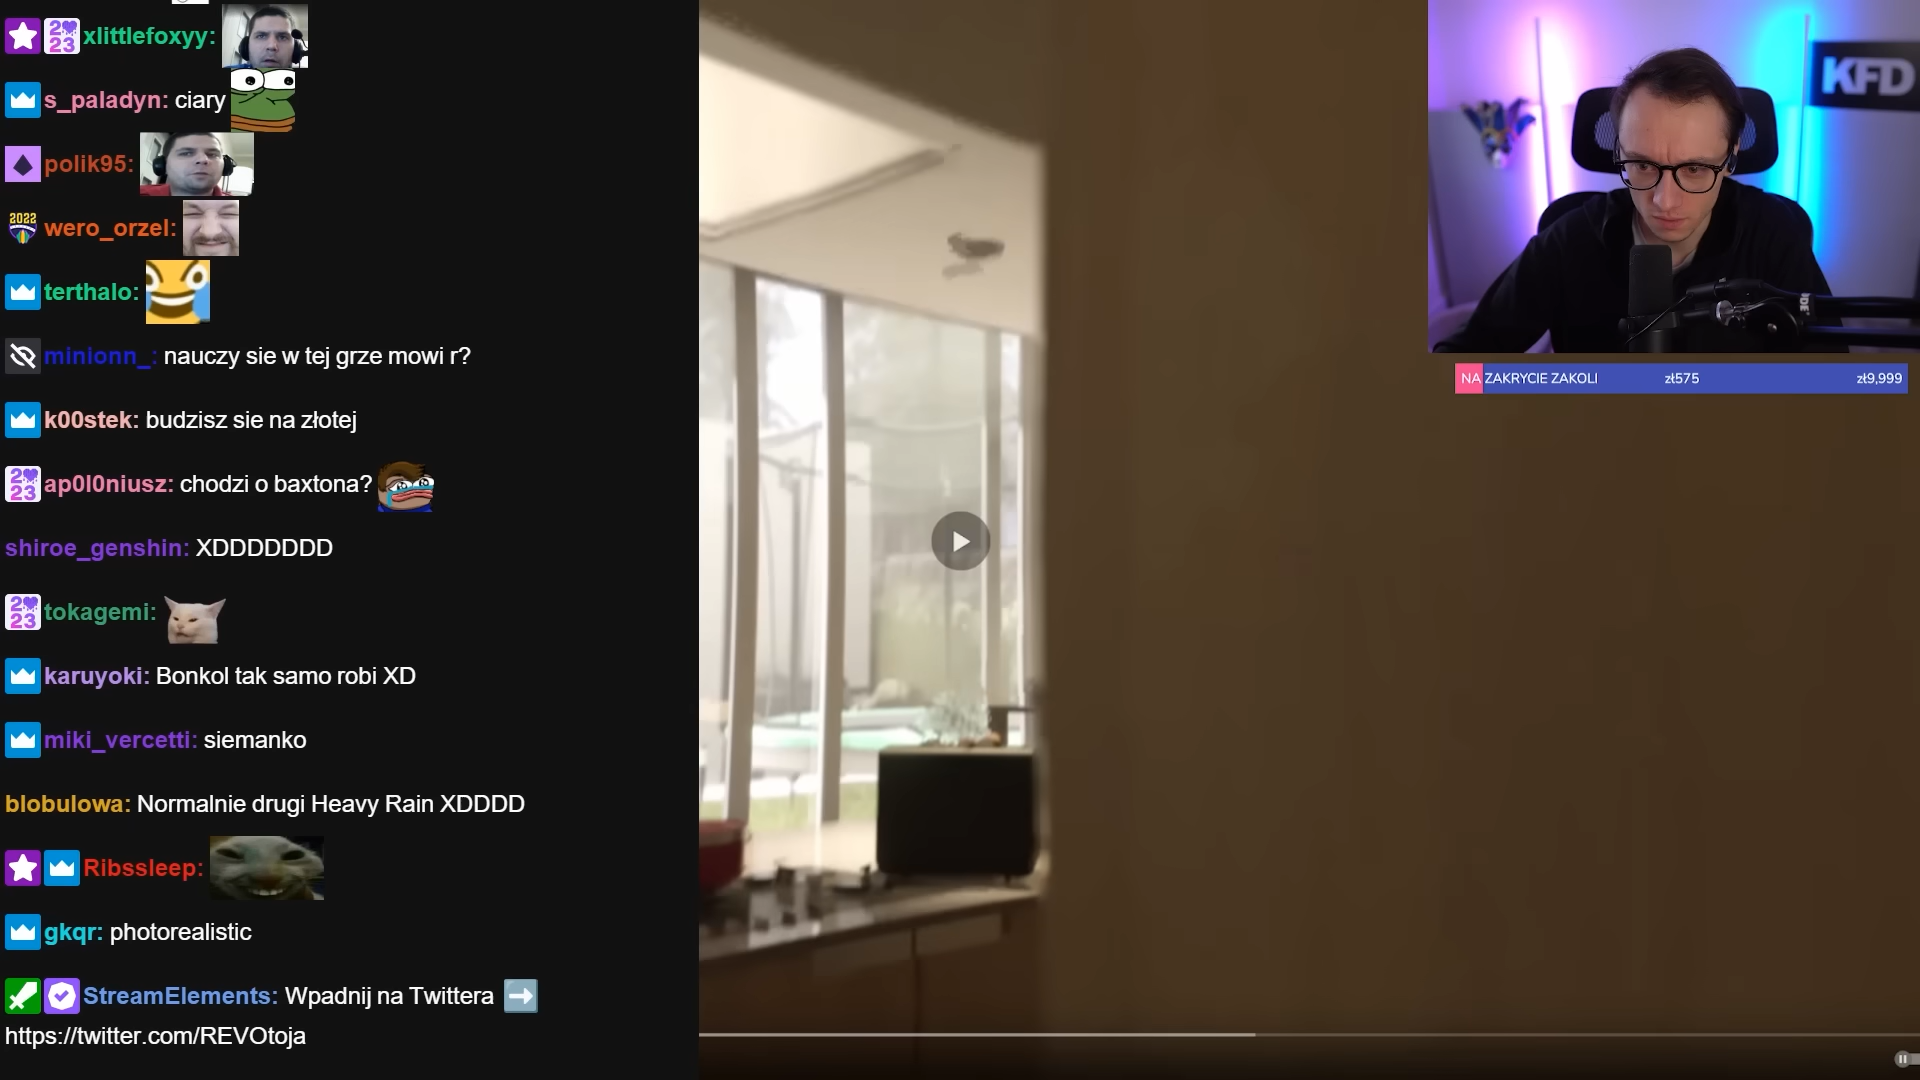 xlittlefoxyy:
s_paladyn: ciary
polik95:
2022
wero_orzel:
terthalo:
minionn_: nauczy sie w tej grze mowi r?
k00stek: budzisz sie na złotej
ap0l0niusz: chodzi o baxtona?
shiroe_genshin: XDDDDDDD
tokagemi:
karuyoki: Bonkol tak samo robi XD
miki_vercetti: siemanko
blobulowa: Normalnie drugi Heavy Rain XDDDD
Ribssleep:
gkqr: photorealistic
StreamElements: Wpadnij na Twittera
https://twitter.com/REVOtoja
KFD
NA ZAKRYCIE ZAKOLI zł575 zł9,999